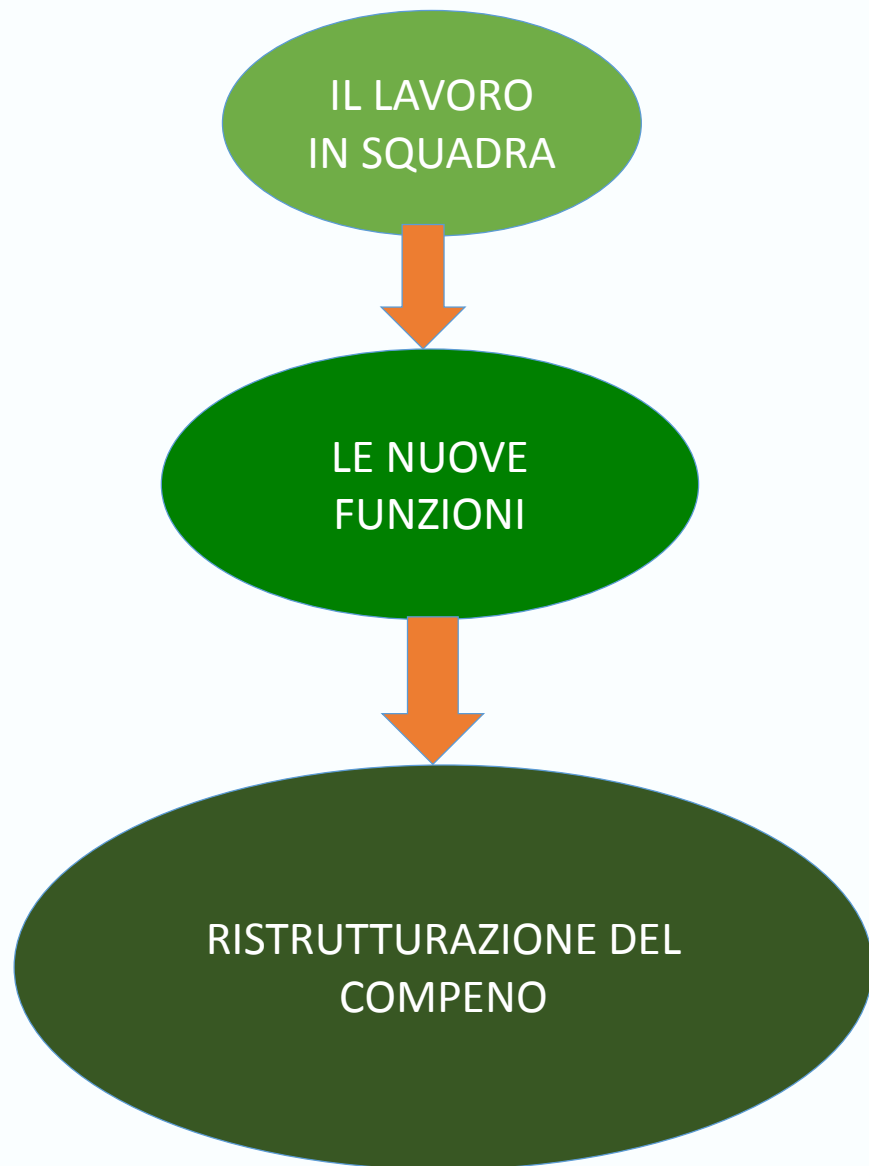 IL LAVORO
IN SQUADRA
LE NUOVE
FUNZIONI
RISTRUTTURAZIONE DEL
COMPENO